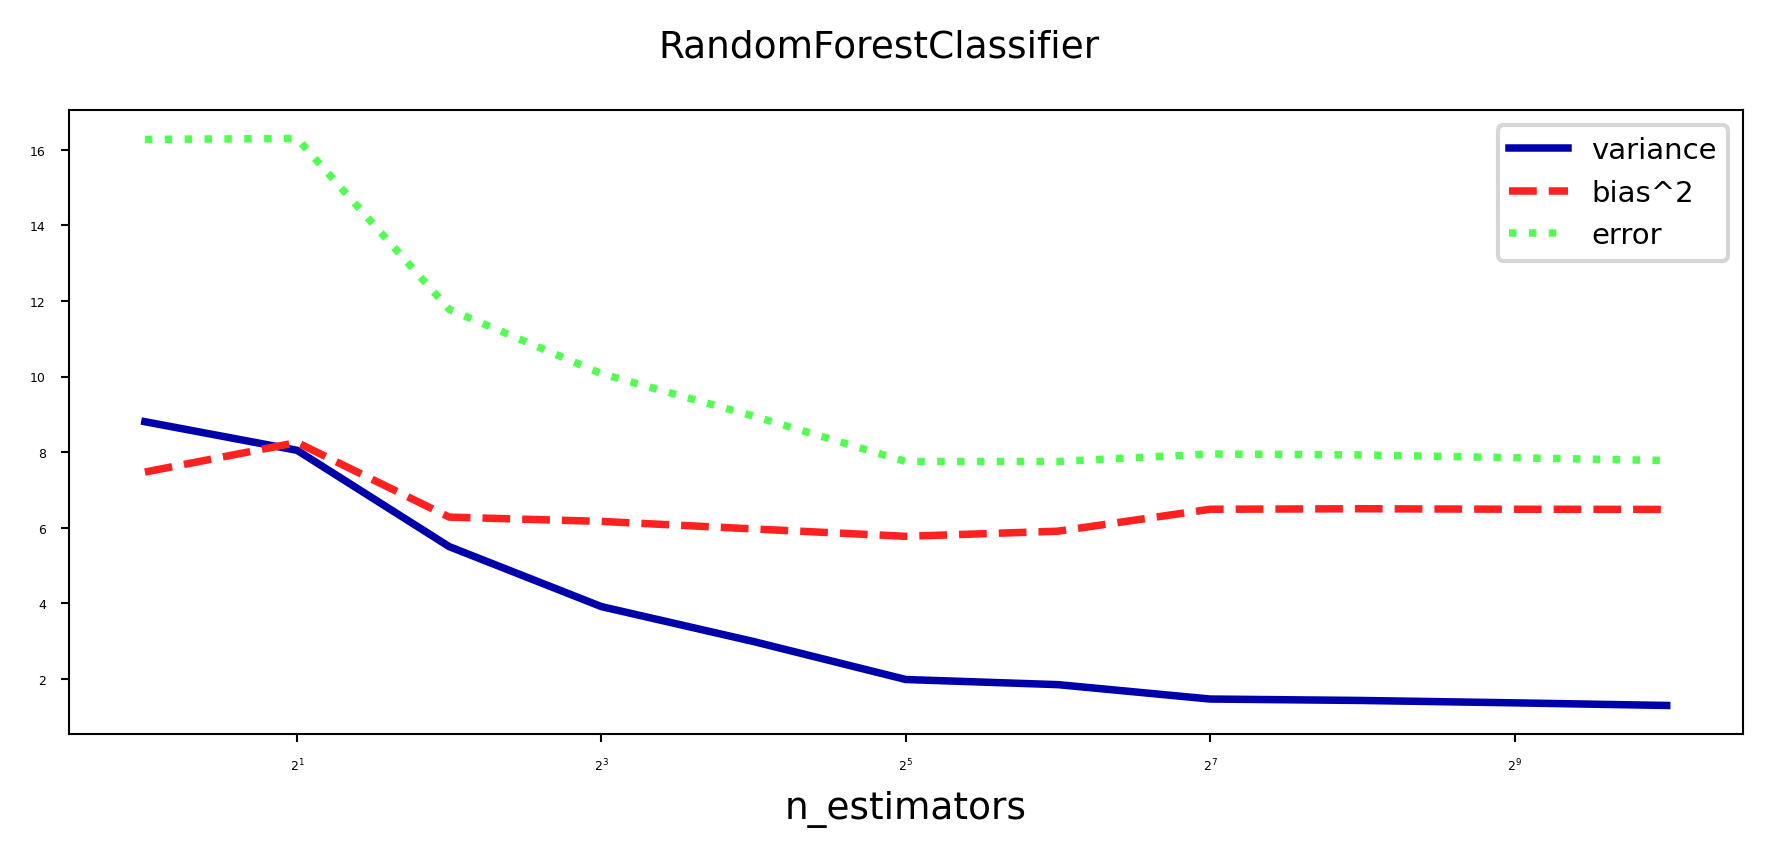 RandomForestClassifier
16
14
12
10
8
6
4
2
variance
bias^2
error
2¹ 2³ 2⁵ 2⁷ 2⁹
n_estimators